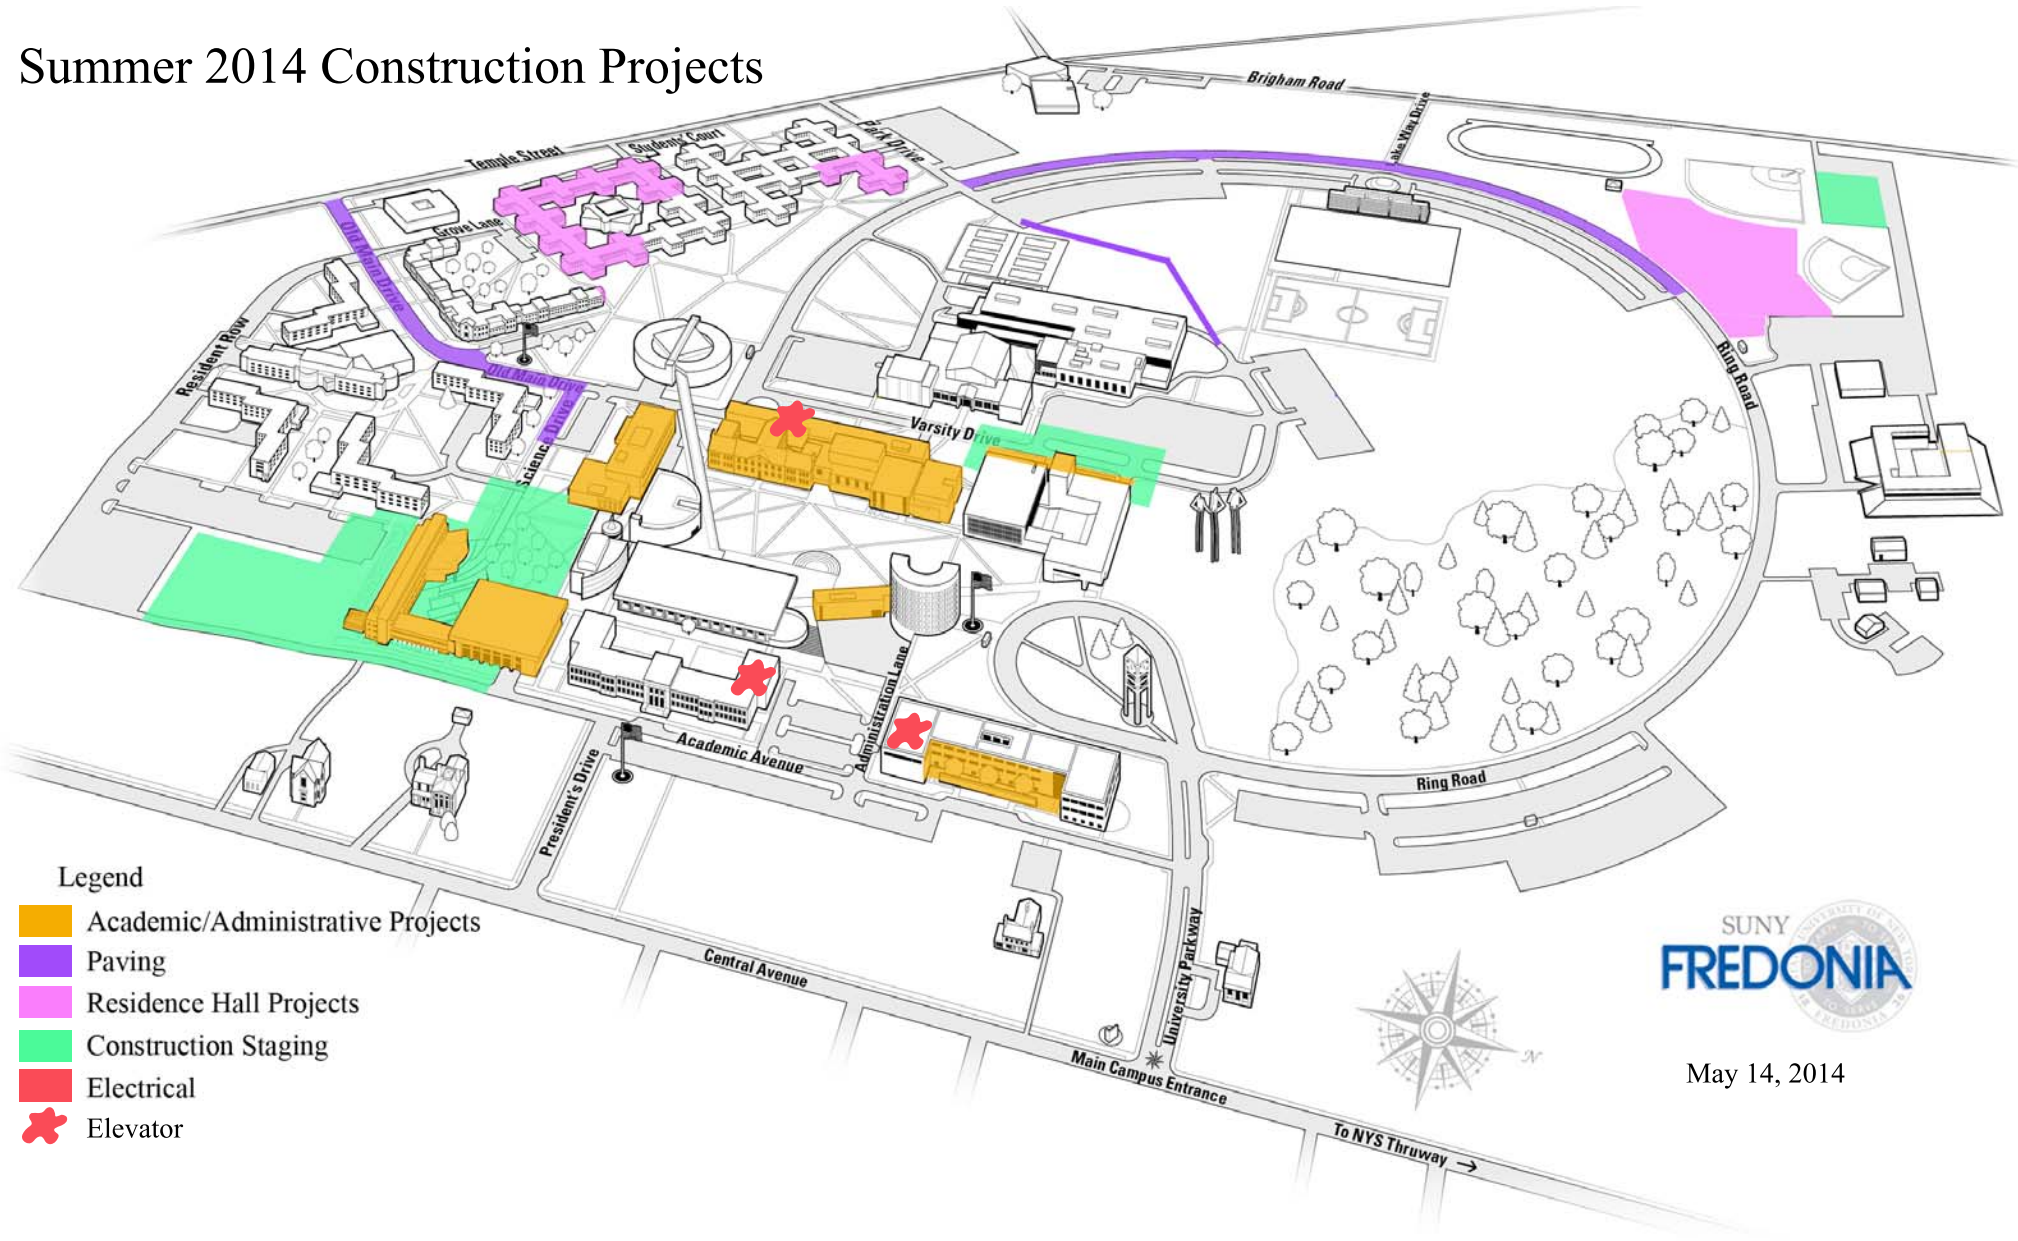 Summer 2014 Construction Projects
Brigham Road
Lake Way Drive
Temple Street
Students' Court
Park Drive
Grove Lane
Old Main Drive
Resident Row
Old Main Drive
Science Drive
Varsity Drive
Ring Road
Administration Lane
Academic Avenue
President's Drive
Ring Road
Legend
Academic/Administrative Projects
Paving
Residence Hall Projects
Construction Staging
Electrical
Elevator
Central Avenue
University Parkway
Main Campus Entrance
To NYS Thruway →
N
SUNY
FREDONIA
May 14, 2014